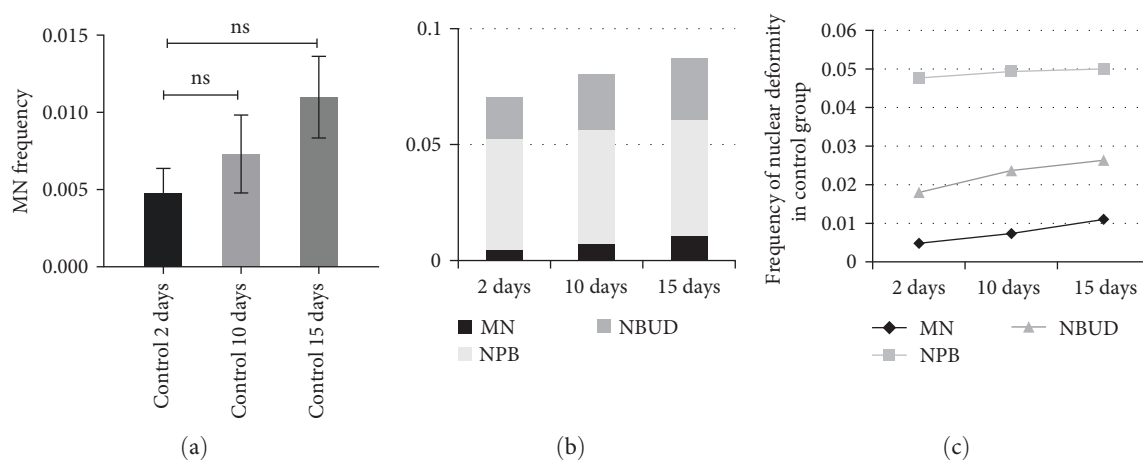 0.015
0.010
0.005
0.000
MN frequency
ns
ns
Control 2 days
Control 10 days
Control 15 days
(a)
0.1
0.05
0
2 days
10 days
15 days
MN
NBUD
NPB
(b)
Frequency of nuclear deformity
in control group
0.06
0.05
0.04
0.03
0.02
0.01
0
2 days
10 days
15 days
MN
NBUD
NPB
(c)